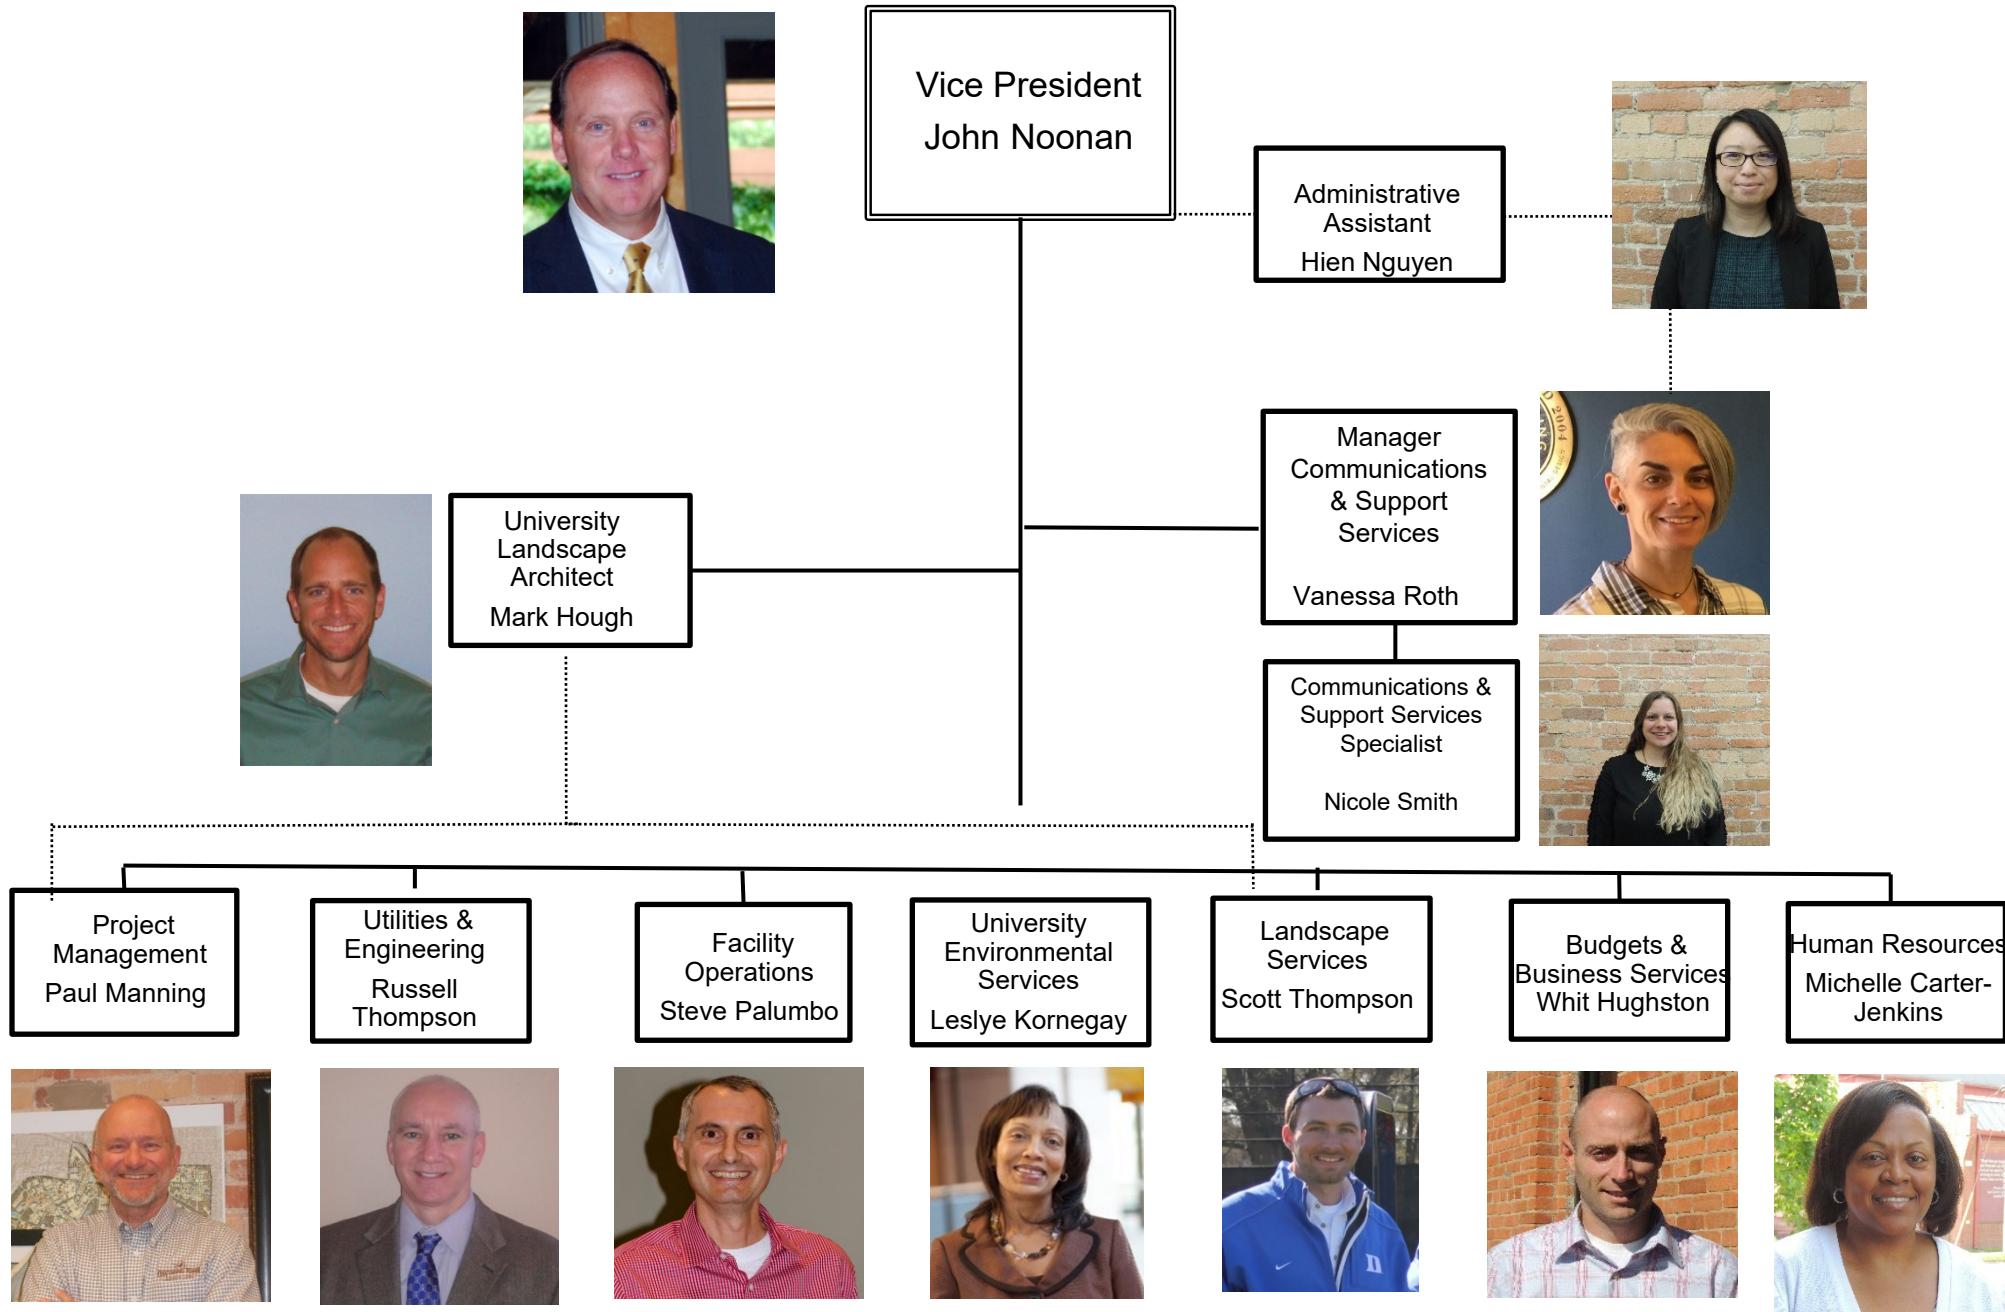 Vice President
John Noonan
Administrative
Assistant
Hien Nguyen
Manager
Communications
& Support
Services
Vanessa Roth
2004
University
Landscape
Architect
Mark Hough
Communications &
Support Services
Specialist
Nicole Smith
Project
Management
Paul Manning
Utilities &
Engineering
Russell
Thompson
Facility
Operations
Steve Palumbo
University
Environmental
Services
Leslye Kornegay
Landscape
Services
Scott Thompson
Budgets &
Business Services
Whit Hughston
Human Resources
Michelle Carter-
Jenkins
D